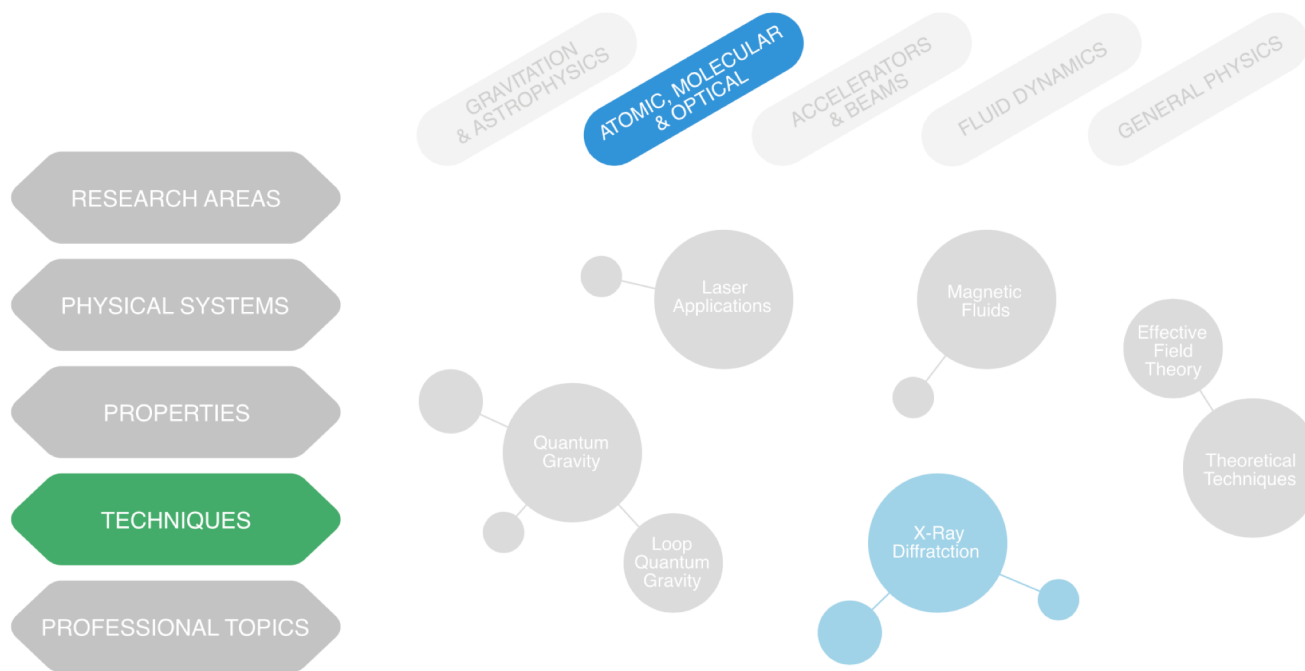 GRAVITATION
& ASTROPHYSICS
ATOMIC, MOLECULAR
& OPTICAL
ACCELERATORS
& BEAMS
FLUID DYNAMICS
GENERAL PHYSICS
RESEARCH AREAS
PHYSICAL SYSTEMS
PROPERTIES
TECHNIQUES
PROFESSIONAL TOPICS
Laser
Applications
Magnetic
Fluids
Effective
Field
Theory
Quantum
Gravity
Theoretical
Techniques
X-Ray
Diffratction
Loop
Quantum
Gravity